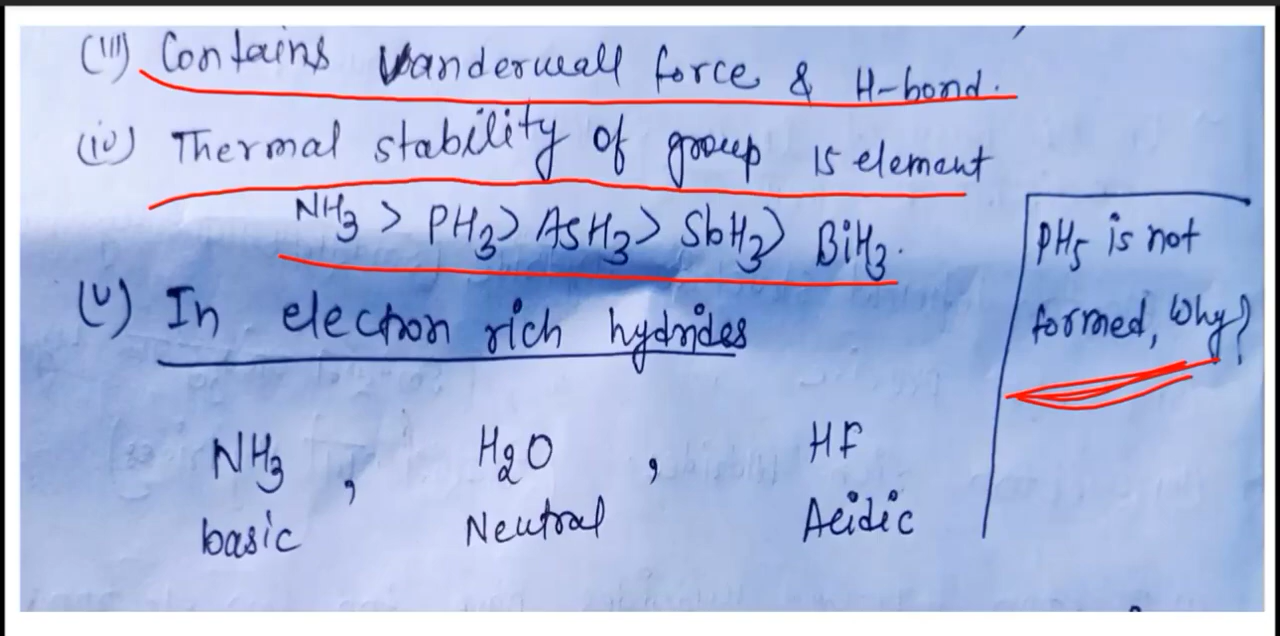 (iii) Contains Vanderwall force & H-bond.
(iv) Thermal stability of group 15 element
NH3 > PH3 > AsH3 > SbH3 > BiH3.
PH5 is not
formed, Why?
(v) In electron rich hydrides
NH3 , H2O , HF
basic Neutral Acidic